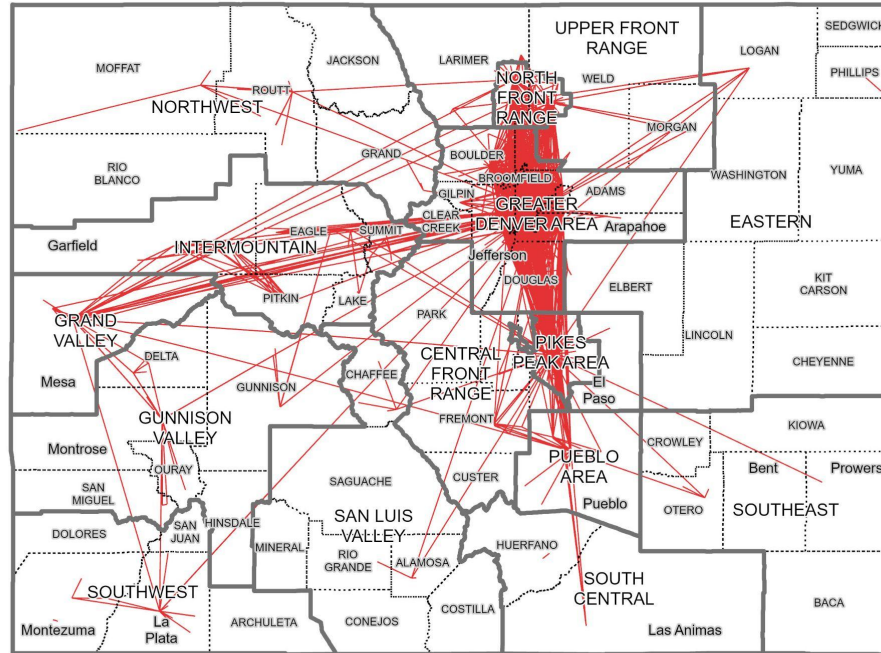 UPPER FRONT
RANGE
SEDGWICK
JACKSON
LARIMER
LOGAN
MOFFAT
NORTH
FRONT
RANGE
WELD
PHILLIPS
ROUTT
NORTHWEST
MORGAN
GRAND
BOULDER
RIO
BLANCO
BROOMFIELD
WASHINGTON
YUMA
GILPIN
ADAMS
GREATER
DENVER AREA
CLEAR
CREEK
EAGLE
SUMMIT
Arapahoe
EASTERN
Garfield
INTERMOUNTAIN
Jefferson
DOUGLAS
ELBERT
KIT
CARSON
PITKIN
LAKE
PARK
GRAND
VALLEY
LINCOLN
PIKES
PEAK AREA
DELTA
CENTRAL
FRONT
RANGE
CHEYENNE
Mesa
GUNNISON
CHAFFEE
El
Paso
GUNNISON
VALLEY
FREMONT
KIOWA
Montrose
CROWLEY
PUEBLO
AREA
OURAY
Bent
Prowers
SAGUACHE
CUSTER
SAN
MIGUEL
Pueblo
OTERO
SOUTHEAST
DOLORES
SAN
JUAN
HINSDALE
SAN LUIS
VALLEY
MINERAL
RIO
GRANDE
ALAMOSA
HUERFANO
SOUTHWEST
SOUTH
CENTRAL
La
Plata
Montezuma
ARCHULETA
CONEJOS
COSTILLA
Las Animas
BACA